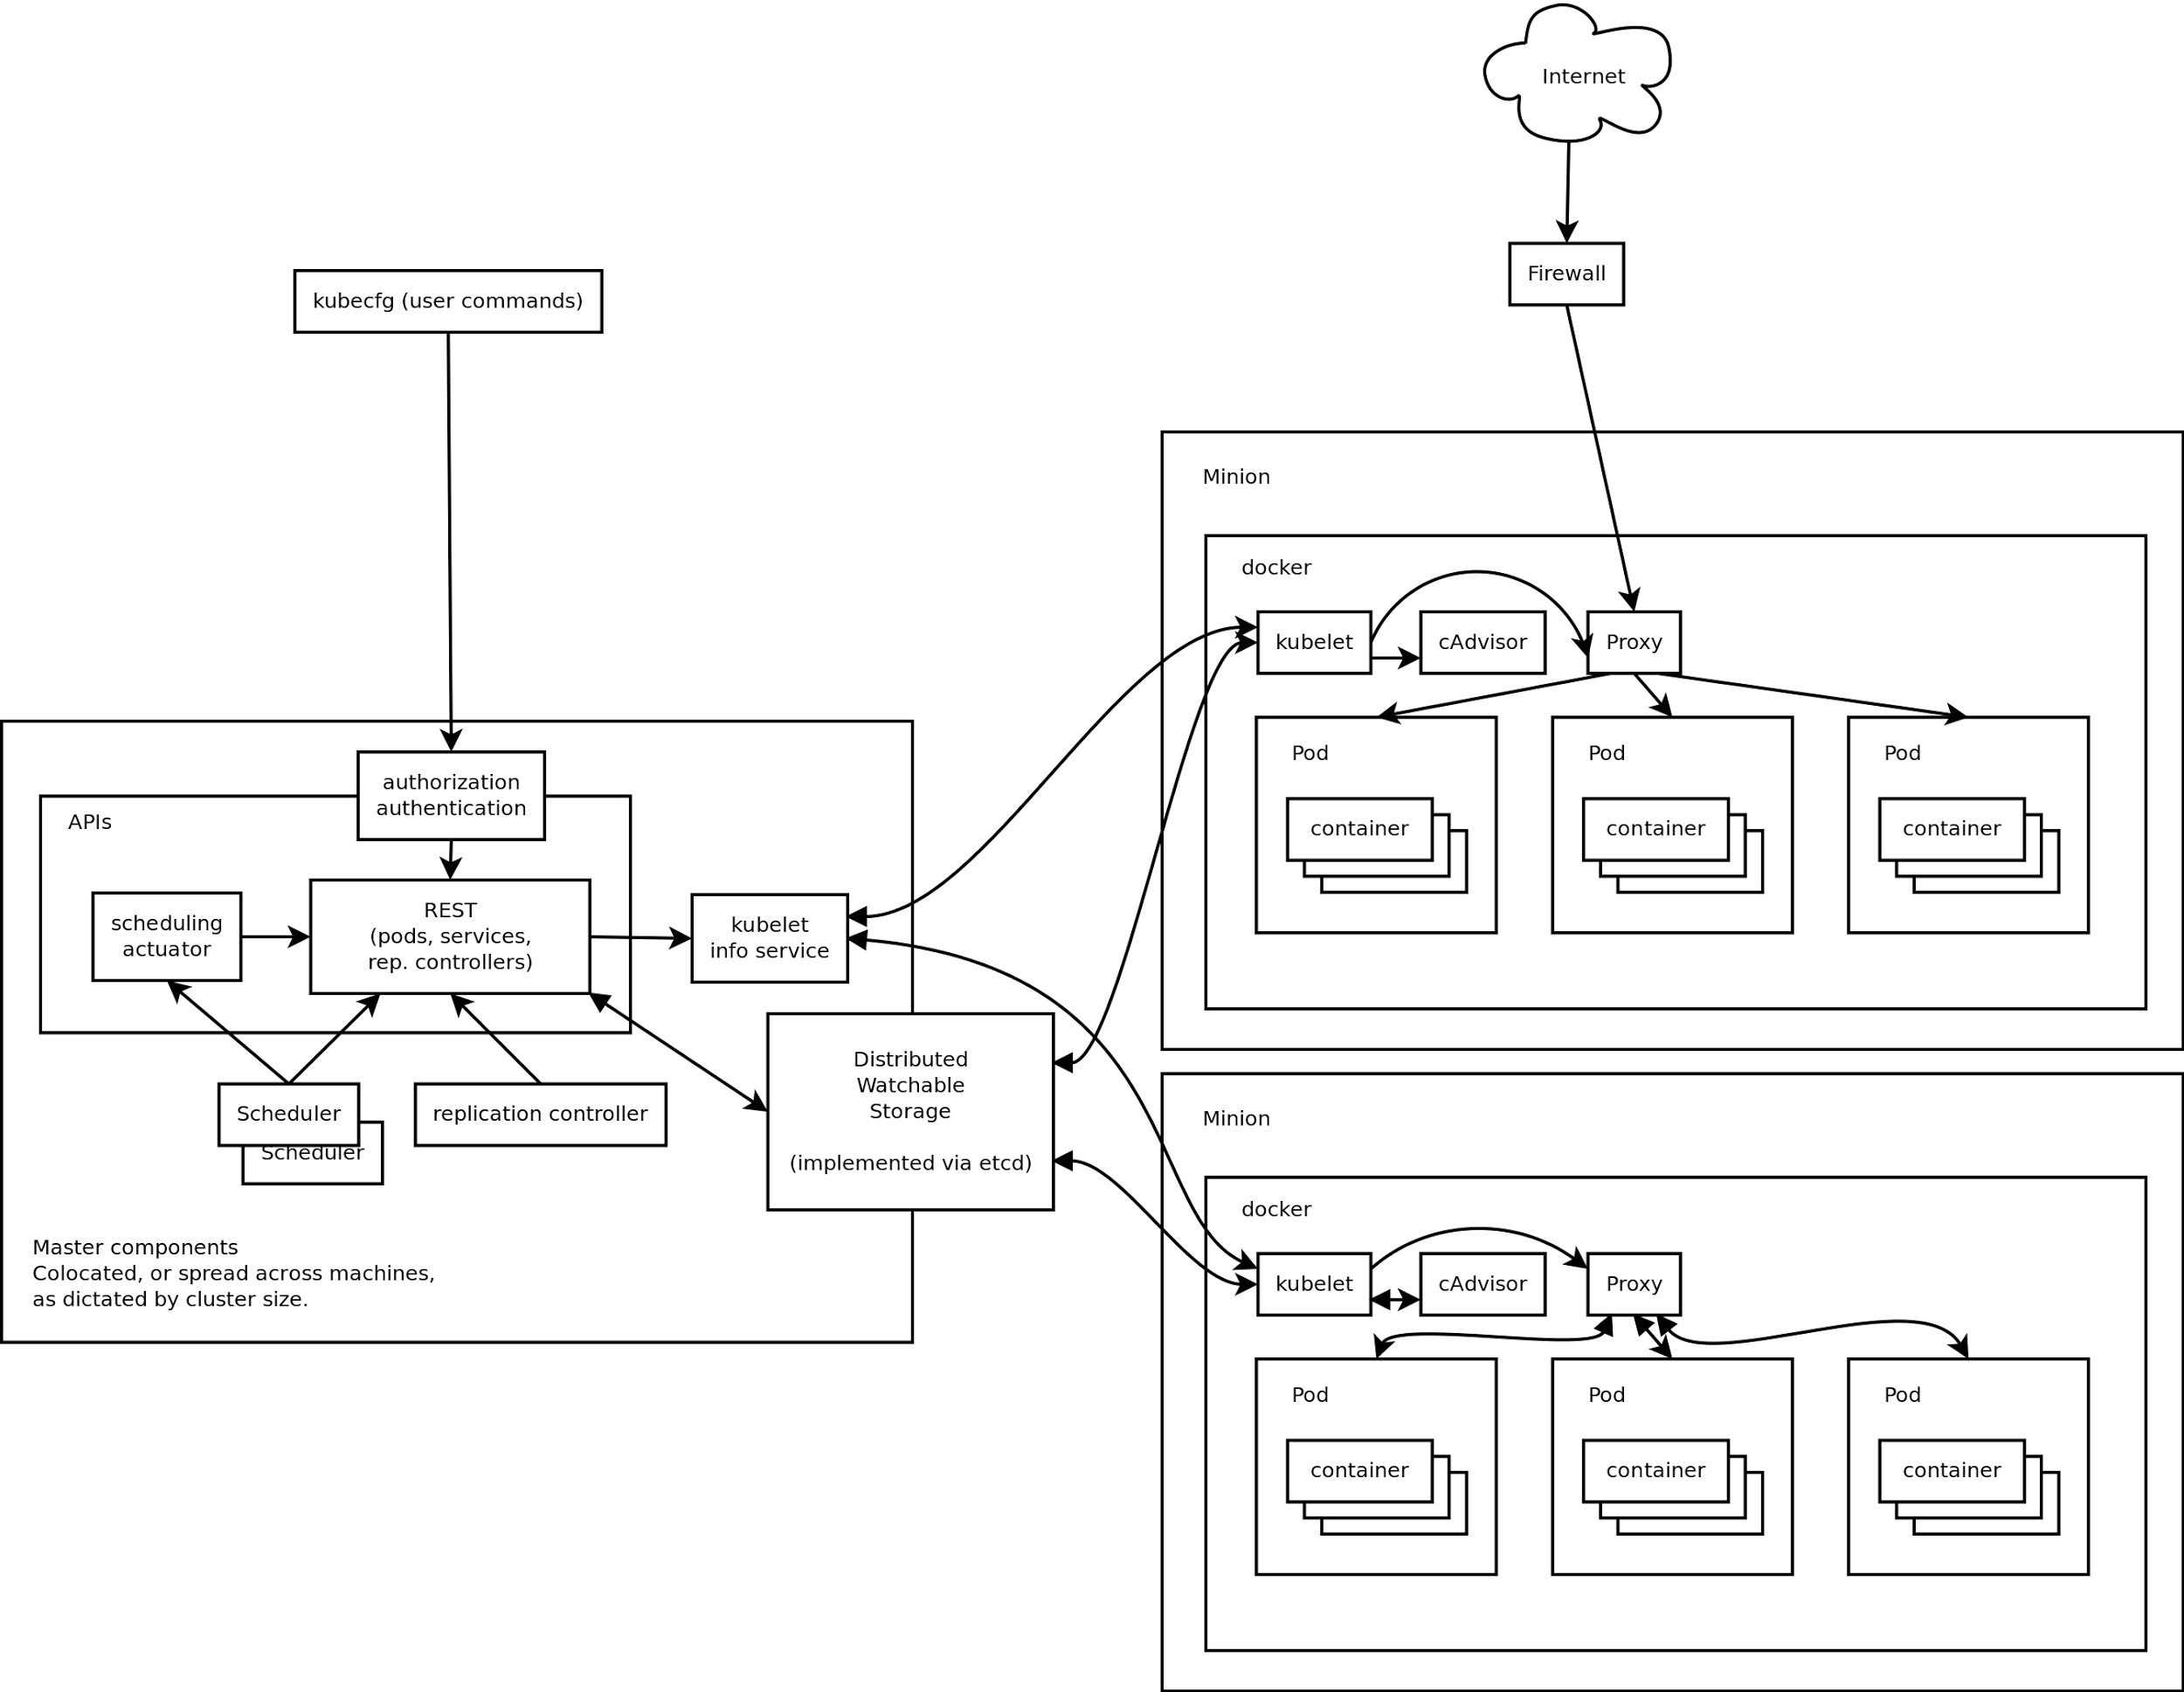 Internet
Firewall
kubecfg (user commands)
Minion
docker
kubelet
cAdvisor
Proxy
Pod
Pod
Pod
container
container
container
authorization
authentication
APIs
REST
(pods, services,
rep. controllers)
scheduling
actuator
kubelet
info service
Distributed
Watchable
Storage
(implemented via etcd)
Scheduler
Scheduler
replication controller
Master components
Colocated, or spread across machines,
as dictated by cluster size.
Minion
docker
kubelet
cAdvisor
Proxy
Pod
Pod
Pod
container
container
container